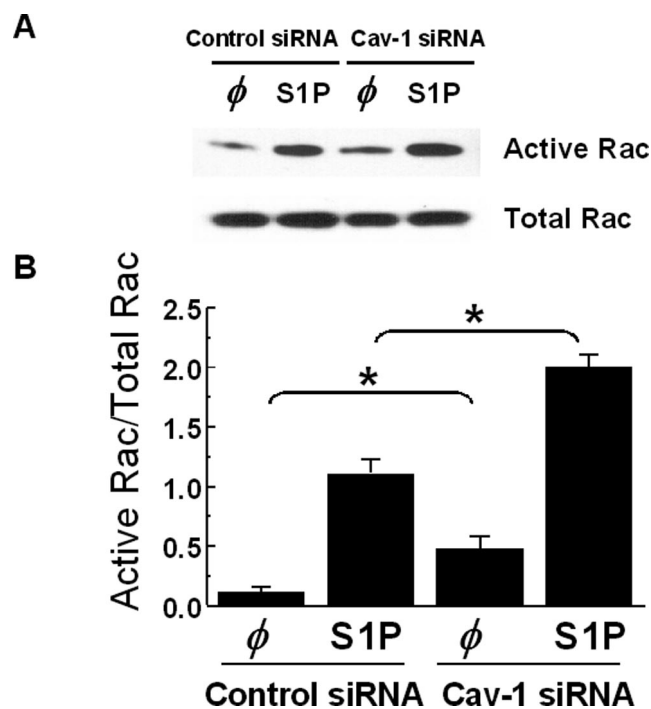 A
Control siRNA Cav-1 siRNA
ϕ S1P ϕ S1P
Active Rac
Total Rac
B
Active Rac/Total Rac
2.5
*
2.0
*
1.5
1.0
0.5
0.0
ϕ S1P ϕ S1P
Control siRNA Cav-1 siRNA